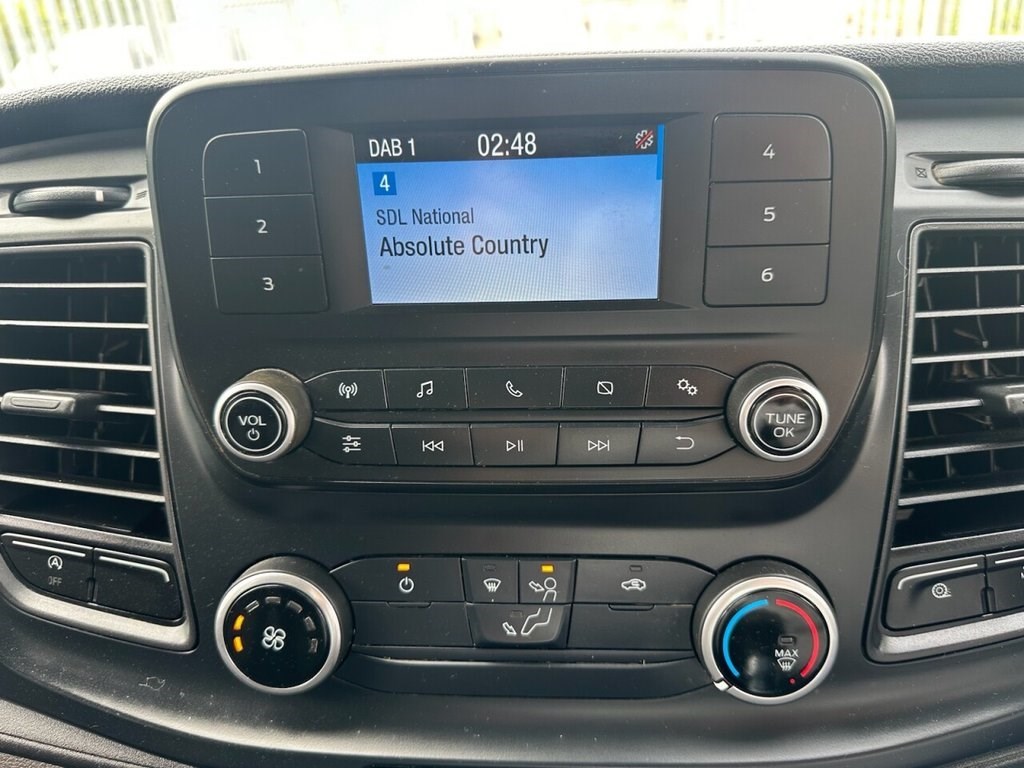 DAB 1 02:48
4
SDL National
Absolute Country
1
2
3
4
5
6
VOL
TUNE
OK
A
OFF
MAX